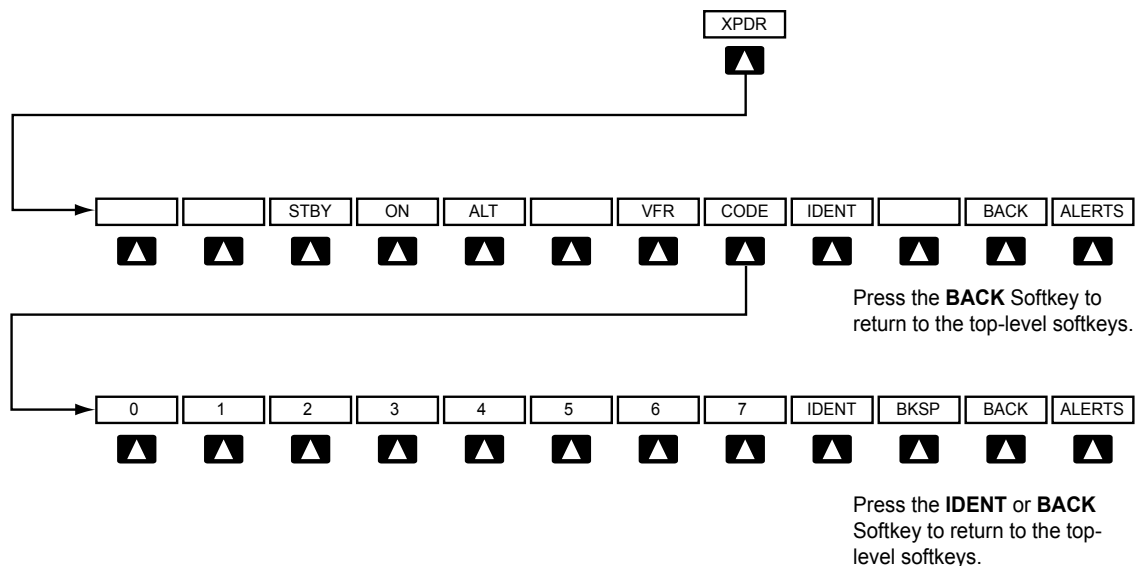 XPDR
STBY ON ALT VFR CODE IDENT BACK ALERTS
Press the BACK Softkey to
return to the top-level softkeys.
0 1 2 3 4 5 6 7 IDENT BKSP BACK ALERTS
Press the IDENT or BACK
Softkey to return to the top-
level softkeys.